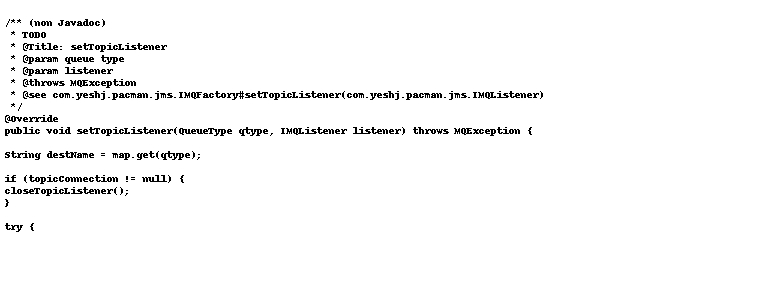 /** (non Javadoc)
 * TODO
 * @Title: setTopicListener
 * @param queue type
 * @param listener
 * @throws MQException
 * @see com.yeshj.pacman.jms.IMQFactory#setTopicListener(com.yeshj.pacman.jms.IMQListener)
 */
@Override
public void setTopicListener(QueueType qtype, IMQListener listener) throws MQException {
String destName = map.get(qtype);
if (topicConnection != null) {
closeTopicListener();
}
try {